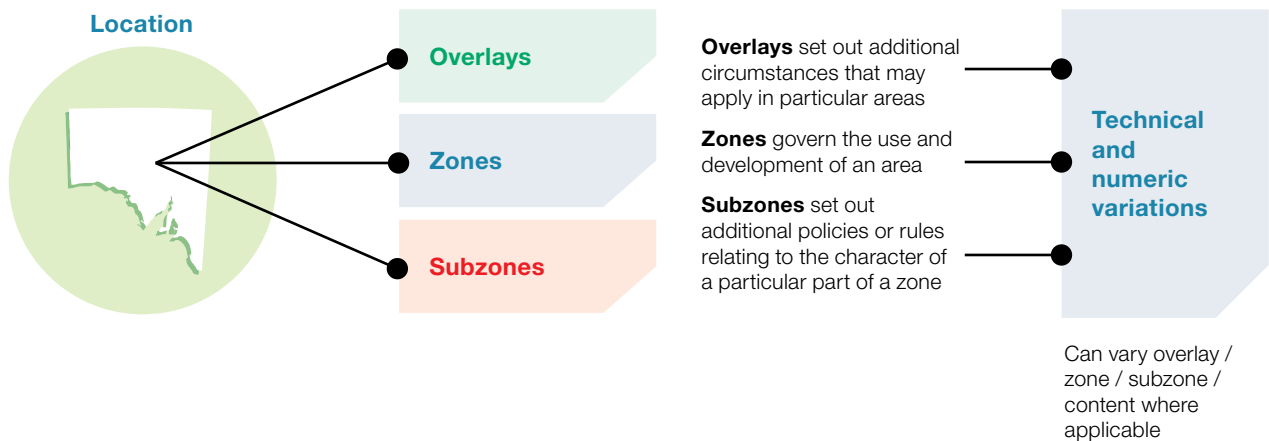 Location
Overlays
Zones
Subzones
Overlays set out additional
circumstances that may
apply in particular areas
Zones govern the use and
development of an area
Subzones set out
additional policies or rules
relating to the character of
a particular part of a zone
Technical
and
numeric
variations
Can vary overlay /
zone / subzone /
content where
applicable